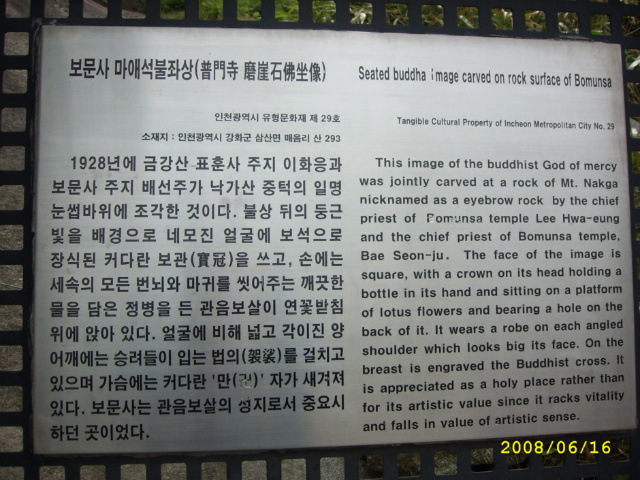 보문사 마애석불좌상(普門寺 磨崖石佛坐像)
인천광역시 유형문화재 제 29호
소재지 : 인천광역시 강화군 삼산면 매음리 산 293
1928년에 금강산 표훈사 주지 이화응과
보문사 주지 배선주가 낙가산 중턱의 일명
눈썹바위에 조각한 것이다. 불상 뒤의 둥근
빛을 배경으로 네모진 얼굴에 보석으로
장식된 커다란 보관(寶冠)을 쓰고, 손에는
세속의 모든 번뇌와 마귀를 씻어주는 깨끗한
물을 담은 정병을 든 관음보살이 연꽃받침
위에 앉아 있다. 얼굴에 비해 넓고 각이진 양
어깨에는 승려들이 입는 법의(袈裟)를 걸치고
있으며 가슴에는 커다란 '만(卍)' 자가 새겨져
있다. 보문사는 관음보살의 성지로서 중요시
하던 곳이었다.
Seated buddha image carved on rock surface of Bomunsa
Tangible Cultural Property of Incheon Metropolitan City No. 29
This image of the buddhist God of mercy
was jointly carved at a rock of Mt. Nakga
nicknamed as a eyebrow rock by the chief
priest of Pomunsa temple Lee Hwa-eung
and the chief priest of Bomunsa temple,
Bae Seon-ju. The face of the image is
square, with a crown on its head holding a
bottle in its hand and sitting on a platform
of lotus flowers and bearing a hole on the
back of it. It wears a robe on each angled
shoulder which looks big its face. On the
breast is engraved the Buddhist cross. It
is appreciated as a holy place rather than
for its artistic value since it racks vitality
and falls in value of artistic sense.
2008/06/16